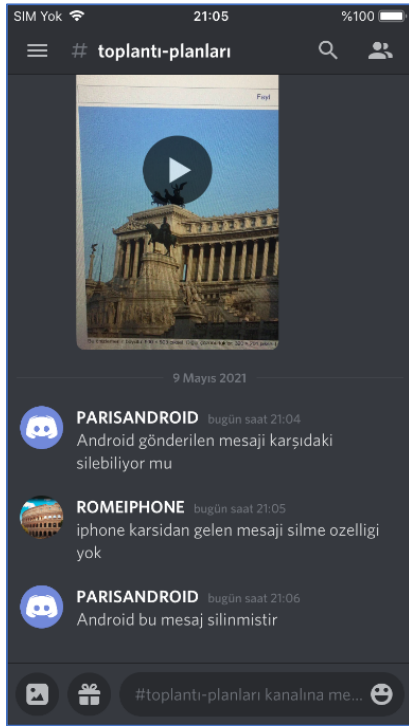 SIM Yok 21:05 %100
# toplantı-planları
9 Mayıs 2021
PARISANDROID bugün saat 21:04
Android gönderilen mesaji karşıdaki
silebiliyor mu
ROMEIPHONE bugün saat 21:05
iphone karsidan gelen mesaji silme ozelligi
yok
PARISANDROID bugün saat 21:06
Android bu mesaj silinmistir
#toplantı-planları kanalına me...